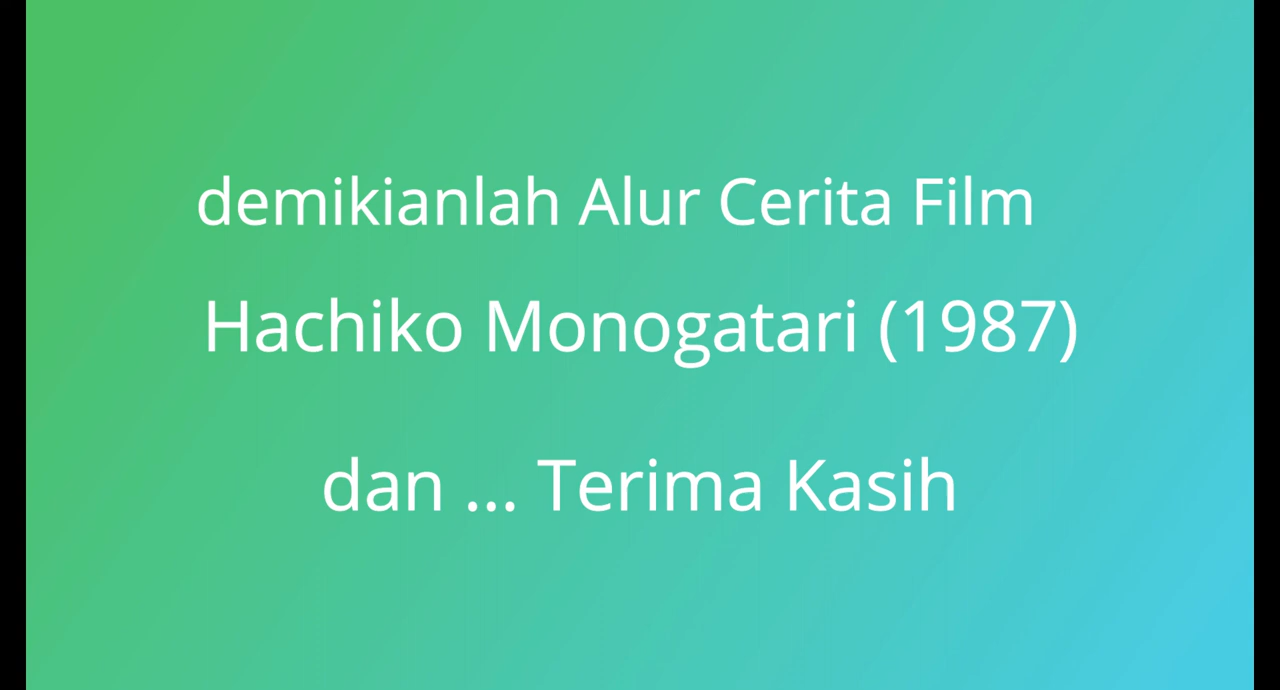 demikianlah Alur Cerita Film
Hachiko Monogatari (1987)
dan ... Terima Kasih